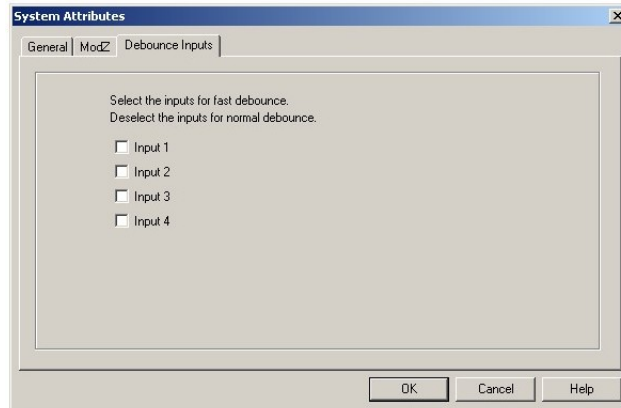 System Attributes
General ModZ Debounce Inputs
Select the inputs for fast debounce.
Deselect the inputs for normal debounce.
Input 1
Input 2
Input 3
Input 4
OK Cancel Help